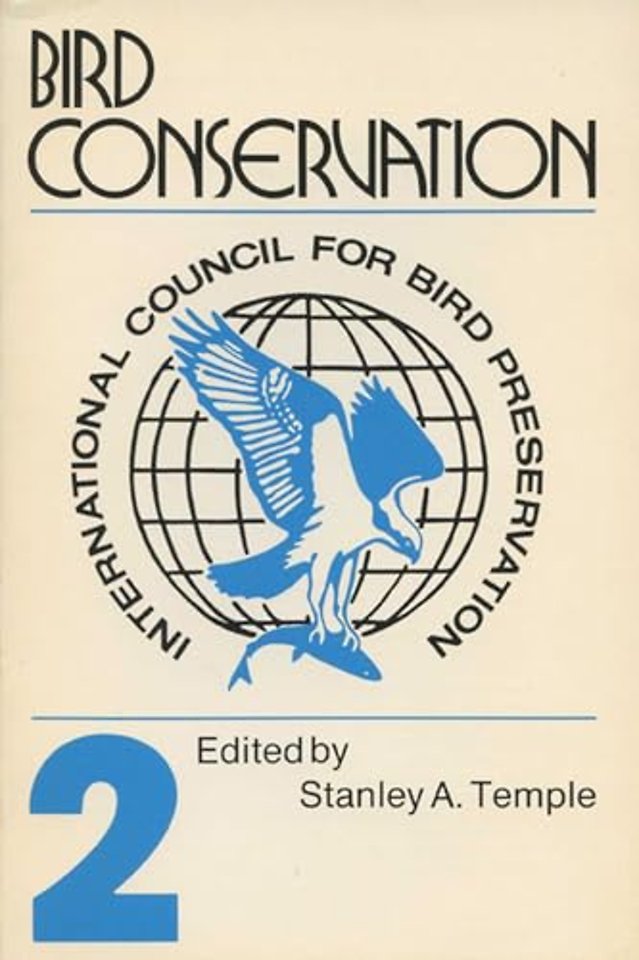 BIRD
CONSERVATION
INTERNATIONAL COUNCIL FOR BIRD PRESERVATION
2
Edited by
Stanley A. Temple